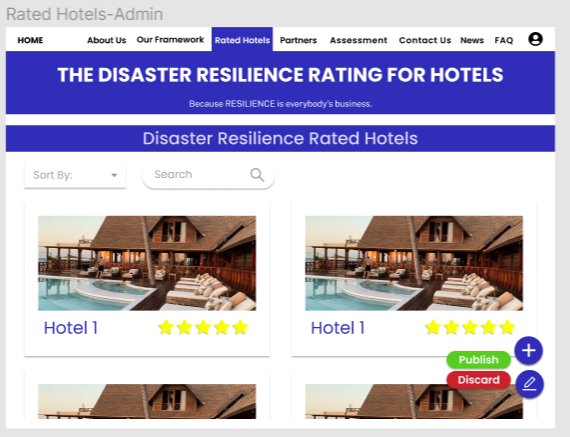 Rated Hotels-Admin
HOME About Us Our Framework Rated Hotels Partners Assessment Contact Us News FAQ
THE DISASTER RESILIENCE RATING FOR HOTELS
Because RESILIENCE is everybody's business.
Disaster Resilience Rated Hotels
Sort By: Search
Hotel 1 Hotel 1
Publish
Discard